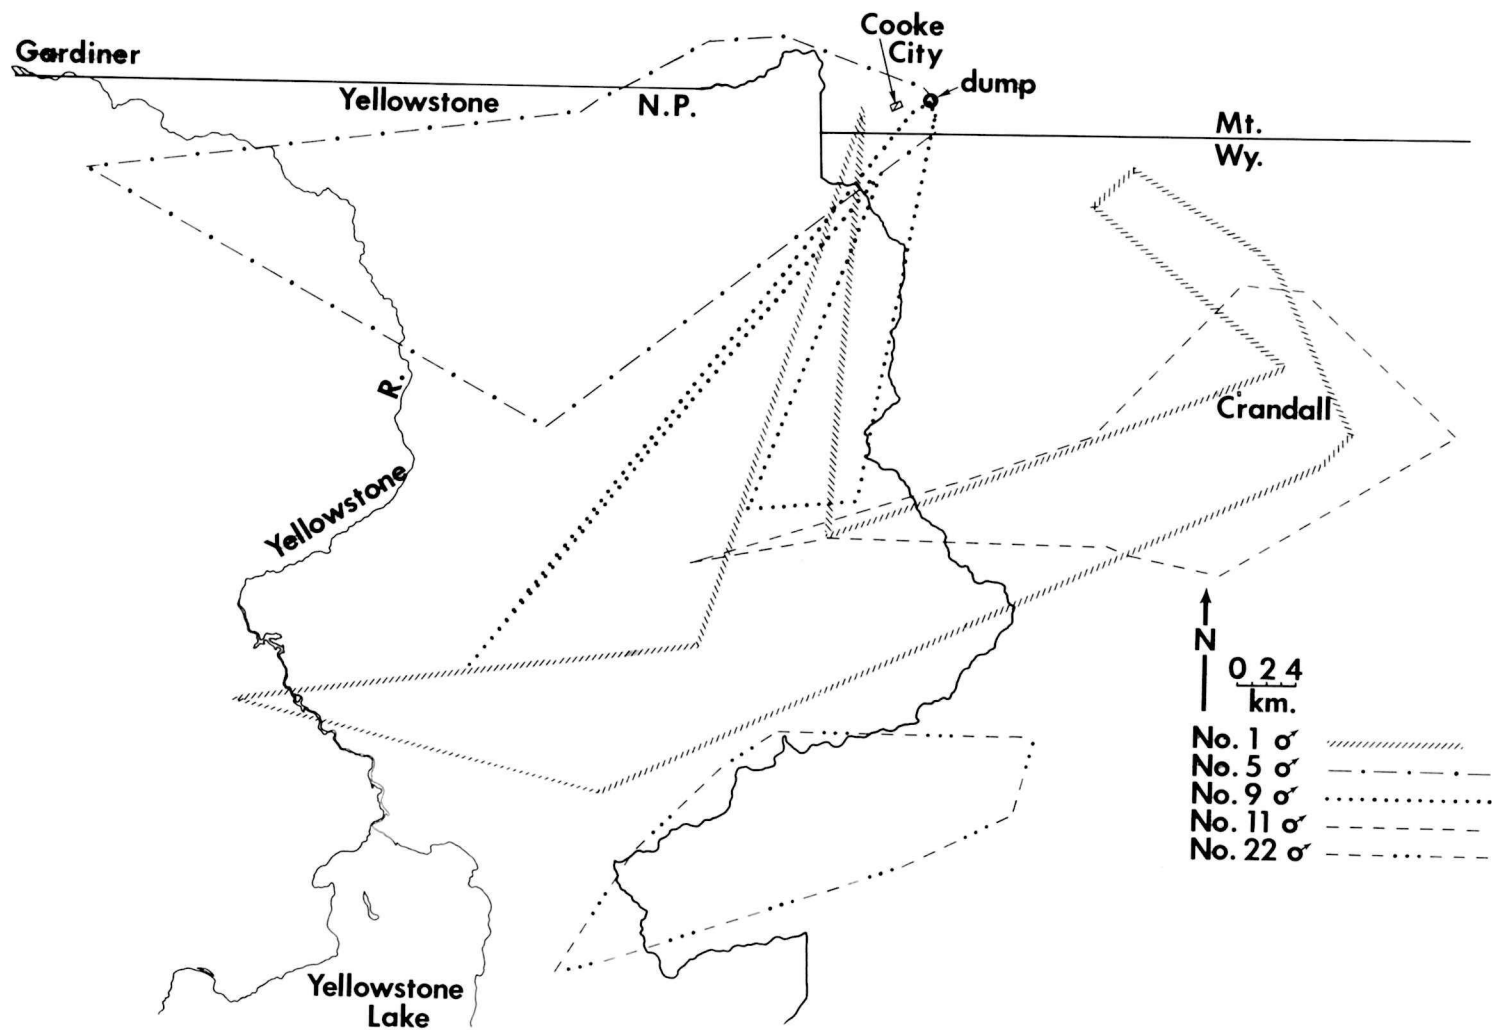 Cooke
City
Gardiner
dump
Yellowstone N.P.
Mt.
Wy.
R.
Crandall
Yellowstone
N
0 2 4
km.
No. 1 ♂
No. 5 ♂
No. 9 ♂
No. 11 ♂
No. 22 ♂
Yellowstone
Lake